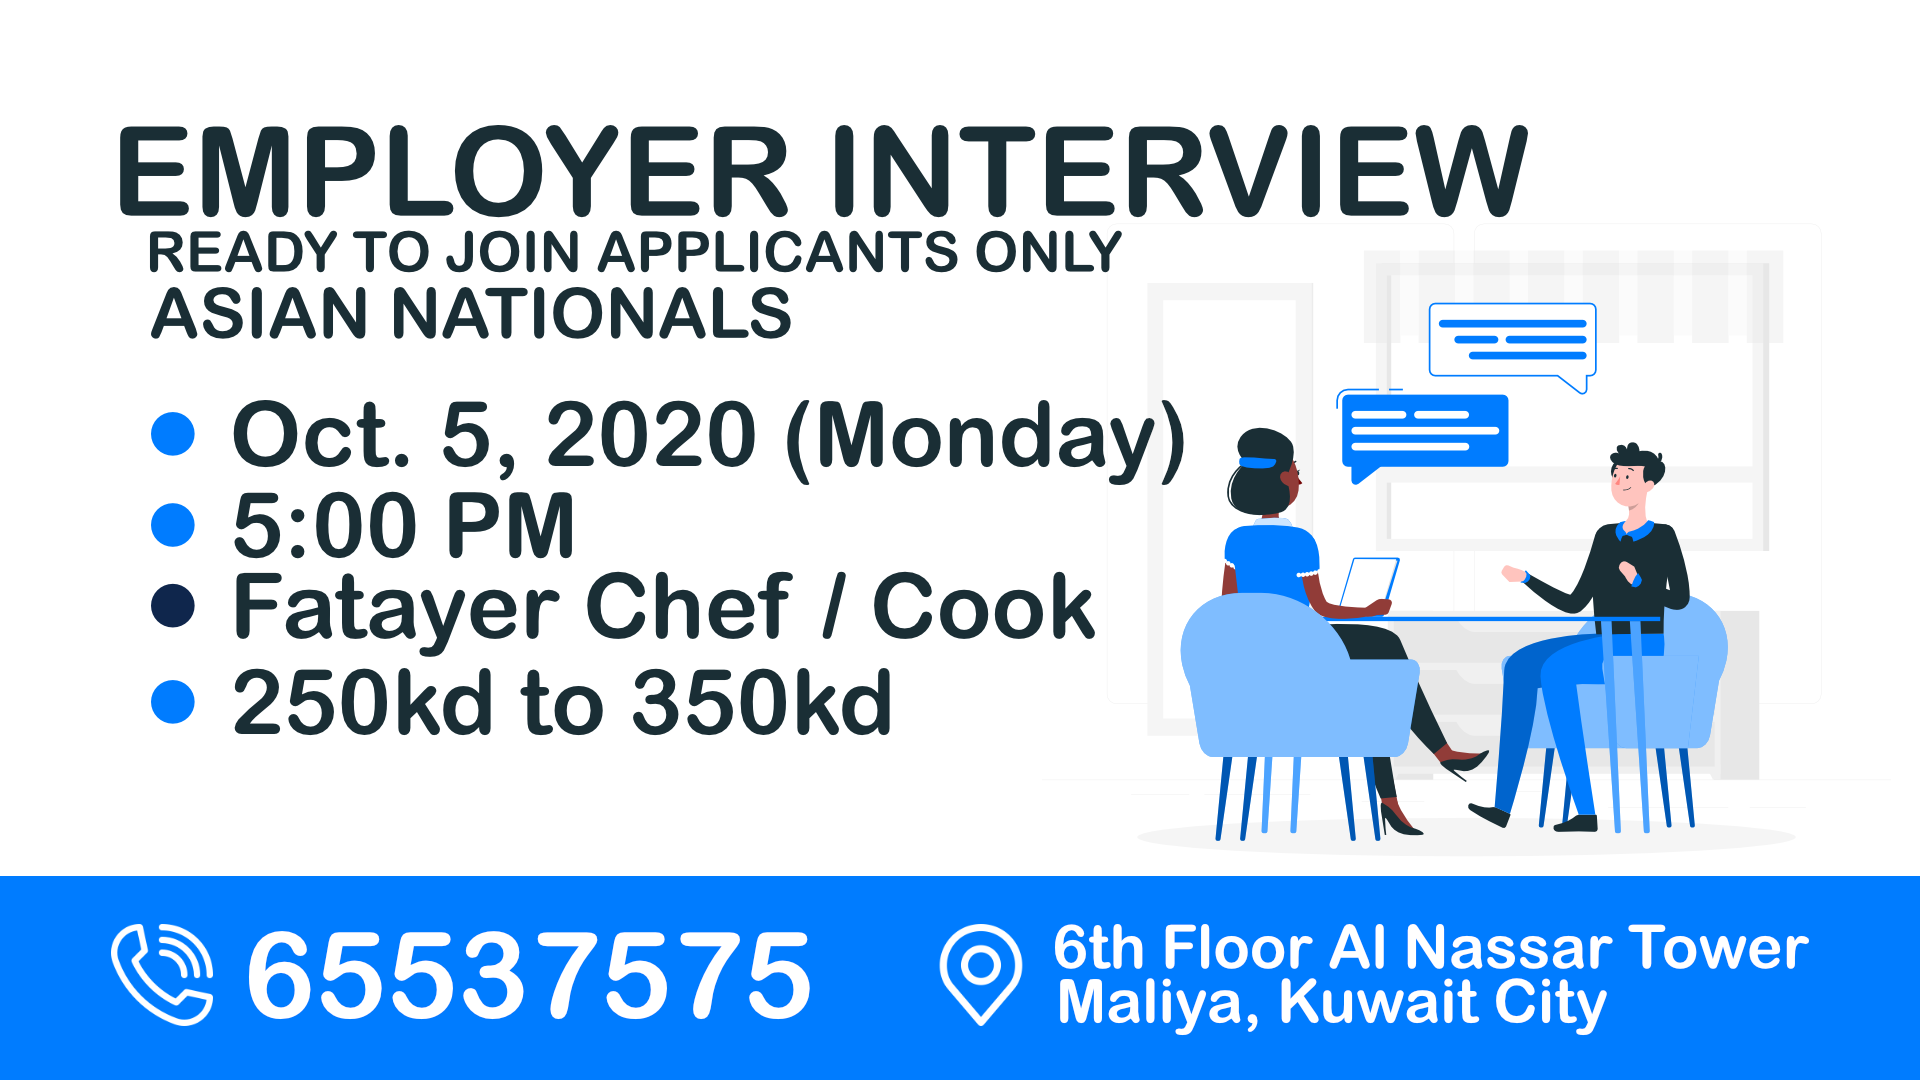 EMPLOYER INTERVIEW
READY TO JOIN APPLICANTS ONLY
ASIAN NATIONALS
Oct. 5, 2020 (Monday)
5:00 PM
Fatayer Chef / Cook
250kd to 350kd
65537575
6th Floor Al Nassar Tower
Maliya, Kuwait City